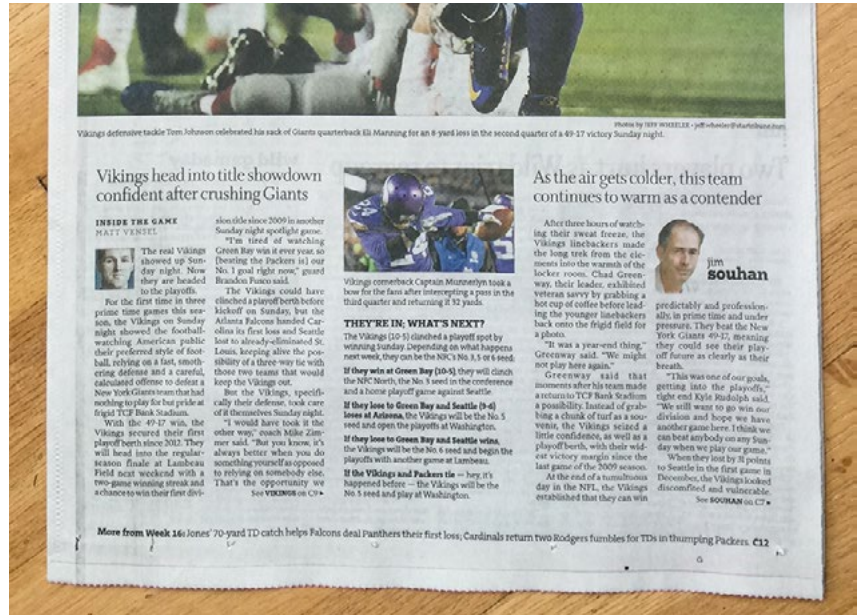 Photos by JEFF WHEELER • jeff.wheeler@startribune.com
Vikings defensive tackle Tom Johnson celebrated his sack of Giants quarterback Eli Manning for an 8-yard loss in the second quarter of a 49-17 victory Sunday night.
Vikings head into title showdown
confident after crushing Giants
INSIDE THE GAME
MATT VENSEL
The real Vikings
showed up Sun-
day night. Now
they are headed
to the playoffs.
For the first time in three
prime time games this sea-
son, the Vikings on Sunday
night showed the football-
watching American public
their preferred style of foot-
ball, relying on a fast, smoth-
ering defense and a careful,
calculated offense to defeat a
New York Giants team that had
nothing to play for but pride at
frigid TCF Bank Stadium.
With the 49-17 win, the
Vikings secured their first
playoff berth since 2012. They
will head into the regular-
season finale at Lambeau
Field next weekend with a
two-game winning streak and
a chance to win their first divi-
sion title since 2009 in another
Sunday night spotlight game.
"I'm tired of watching
Green Bay win it ever year, so
[beating the Packers is] our
No. 1 goal right now," guard
Brandon Fusco said.
The Vikings could have
clinched a playoff berth before
kickoff on Sunday, but the
Atlanta Falcons handed Car-
olina its first loss and Seattle
lost to already-eliminated St.
Louis, keeping alive the pos-
sibility of a three-way tie with
those two teams that would
keep the Vikings out.
But the Vikings, specifi-
cally their defense, took care
of it themselves Sunday night.
"I would have took it the
other way," coach Mike Zim-
mer said. "But you know, it's
always better when you do
something yourself as opposed
to relying on somebody else.
That's the opportunity we
See VIKINGS on C9 ▸
Vikings cornerback Captain Munnerlyn took a
bow for the fans after intercepting a pass in the
third quarter and returning it 32 yards.
THEY'RE IN; WHAT'S NEXT?
The Vikings (10-5) clinched a playoff spot by
winning Sunday. Depending on what happens
next week, they can be the NFC's No. 3, 5 or 6 seed.
If they win at Green Bay (10-5), they will clinch
the NFC North, the No. 3 seed in the conference
and a home playoff game against Seattle.
If they lose to Green Bay and Seattle (9-6)
loses at Arizona, the Vikings will be the No. 5
seed and open the playoffs at Washington.
If they lose to Green Bay and Seattle wins,
the Vikings will be the No. 6 seed and begin the
playoffs with another game at Lambeau.
If the Vikings and Packers tie — hey, it's
happened before — the Vikings will be the
No. 5 seed and play at Washington.
As the air gets colder, this team
continues to warm as a contender
jim
souhan
After three hours of watch-
ing their sweat freeze, the
Vikings linebackers made
the long trek from the ele-
ments into the warmth of the
locker room. Chad Green-
way, their leader, exhibited
veteran savvy by grabbing a
hot cup of coffee before lead-
ing the younger linebackers
back onto the frigid field for
a photo.
"It was a year-end thing,"
Greenway said. "We might
not play here again."
Greenway said that
moments after his team made
a return to TCF Bank Stadium
a possibility. Instead of grab-
bing a chunk of turf as a sou-
venir, the Vikings seized a
little confidence, as well as a
playoff berth, with their wid-
est victory margin since the
last game of the 2009 season.
At the end of a tumultuous
day in the NFL, the Vikings
established that they can win
predictably and profession-
ally, in prime time and under
pressure. They beat the New
York Giants 49-17, meaning
they could see their play-
off future as clearly as their
breath.
"This was one of our goals,
getting into the playoffs,"
tight end Kyle Rudolph said.
"We still want to go win our
division and hope we have
another game here. I think we
can beat anybody on any Sun-
day when we play our game."
When they lost by 31 points
to Seattle in the first game in
December, the Vikings looked
discomfited and vulnerable.
See SOUHAN on C7 ▸
More from Week 16: Jones' 70-yard TD catch helps Falcons deal Panthers their first loss; Cardinals return two Rodgers fumbles for TDs in thumping Packers. C12